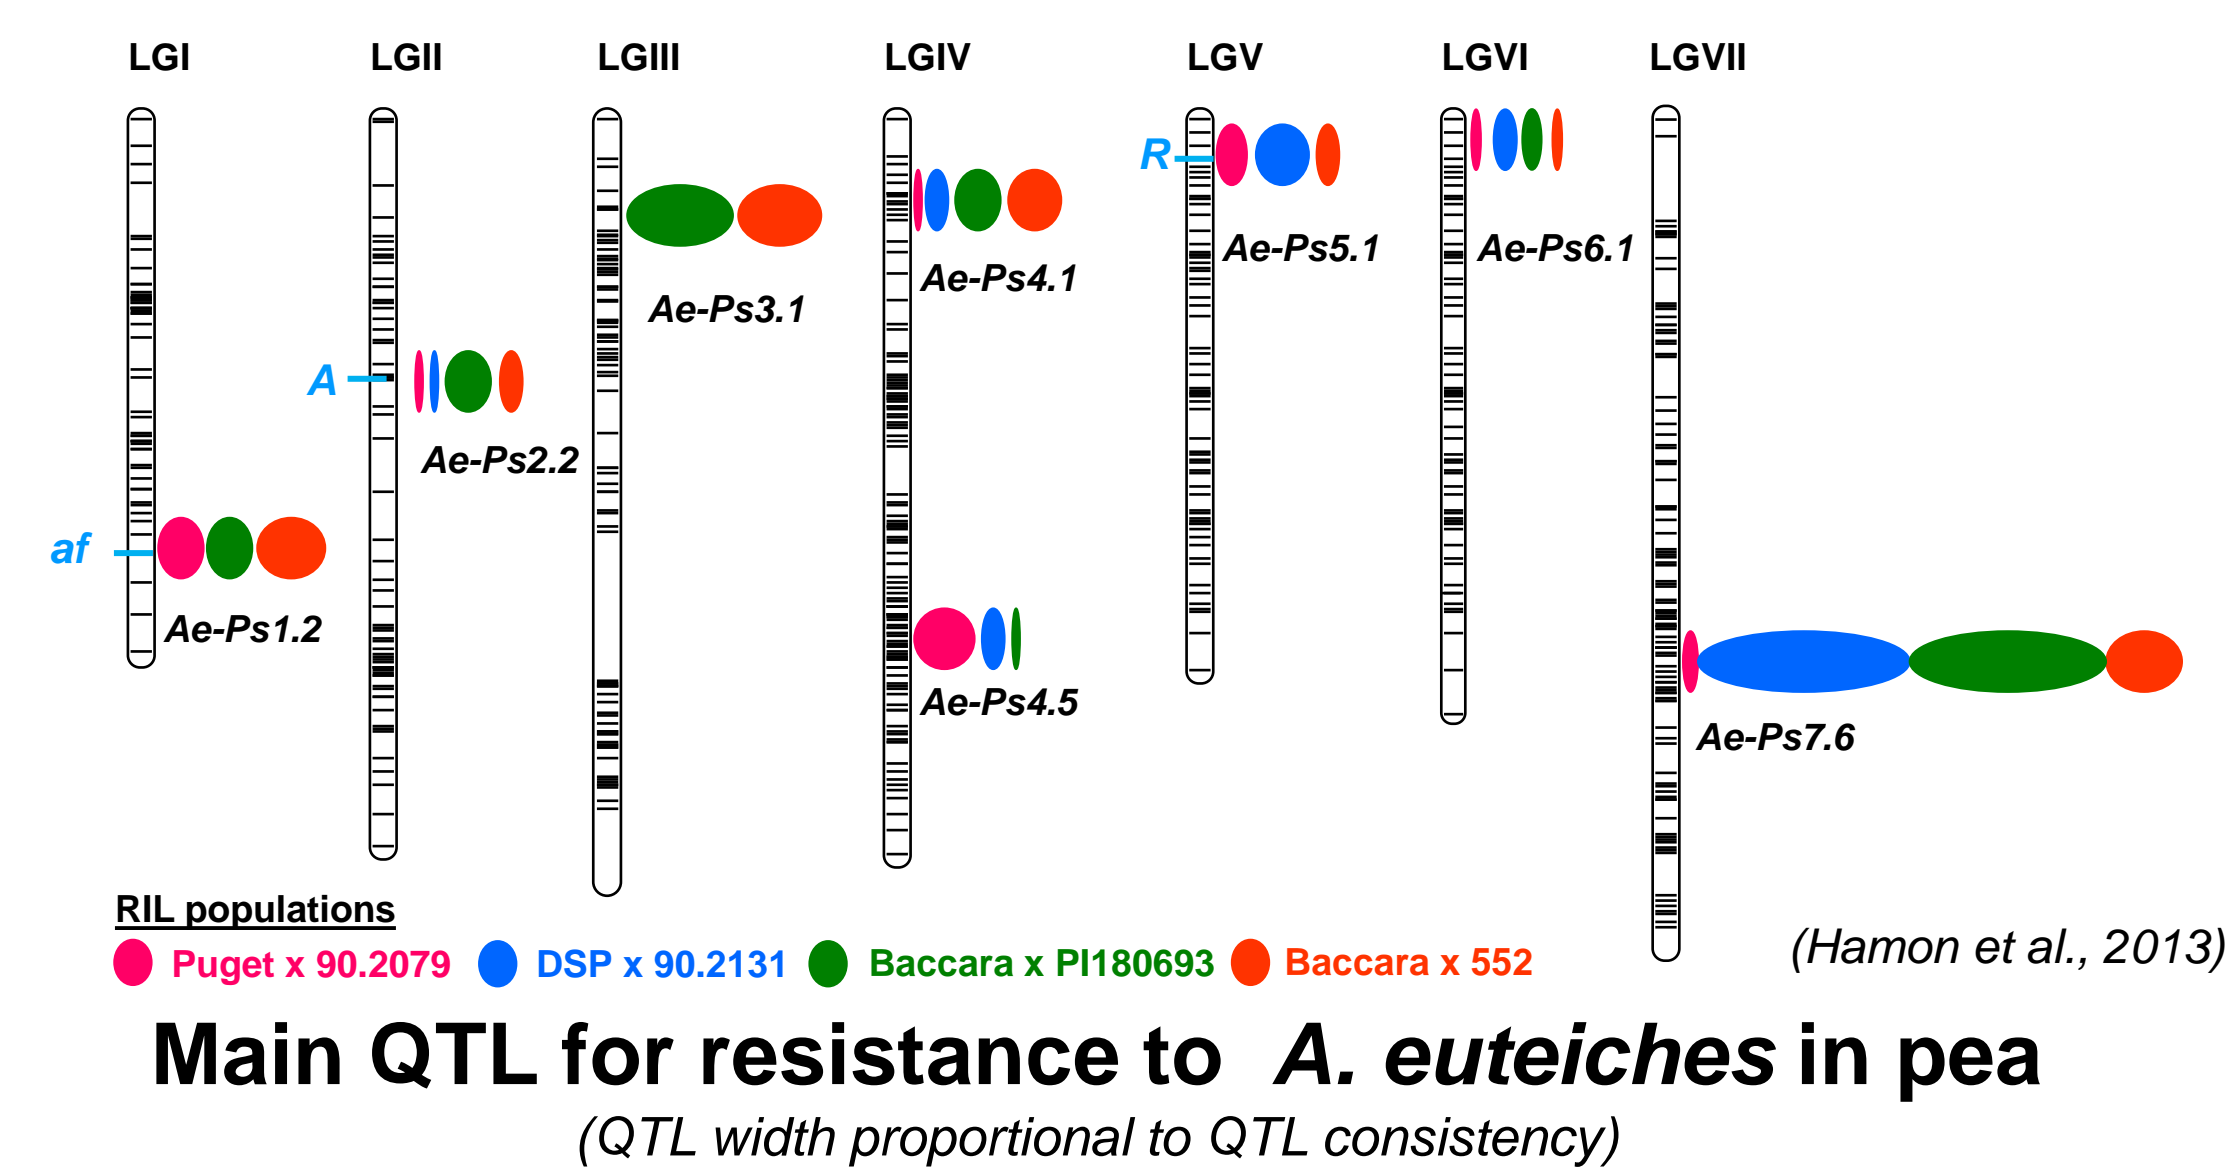 LGI LGII LGIII LGIV LGV LGVI LGVII
R
Ae-Ps5.1 Ae-Ps6.1
Ae-Ps4.1
Ae-Ps3.1
A
Ae-Ps2.2
af
Ae-Ps1.2
Ae-Ps4.5
Ae-Ps7.6
RIL populations
(Hamon et al., 2013)
Puget x 90.2079 DSP x 90.2131 Baccara x PI180693 Baccara x 552
Main QTL for resistance to A. euteiches in pea
(QTL width proportional to QTL consistency)